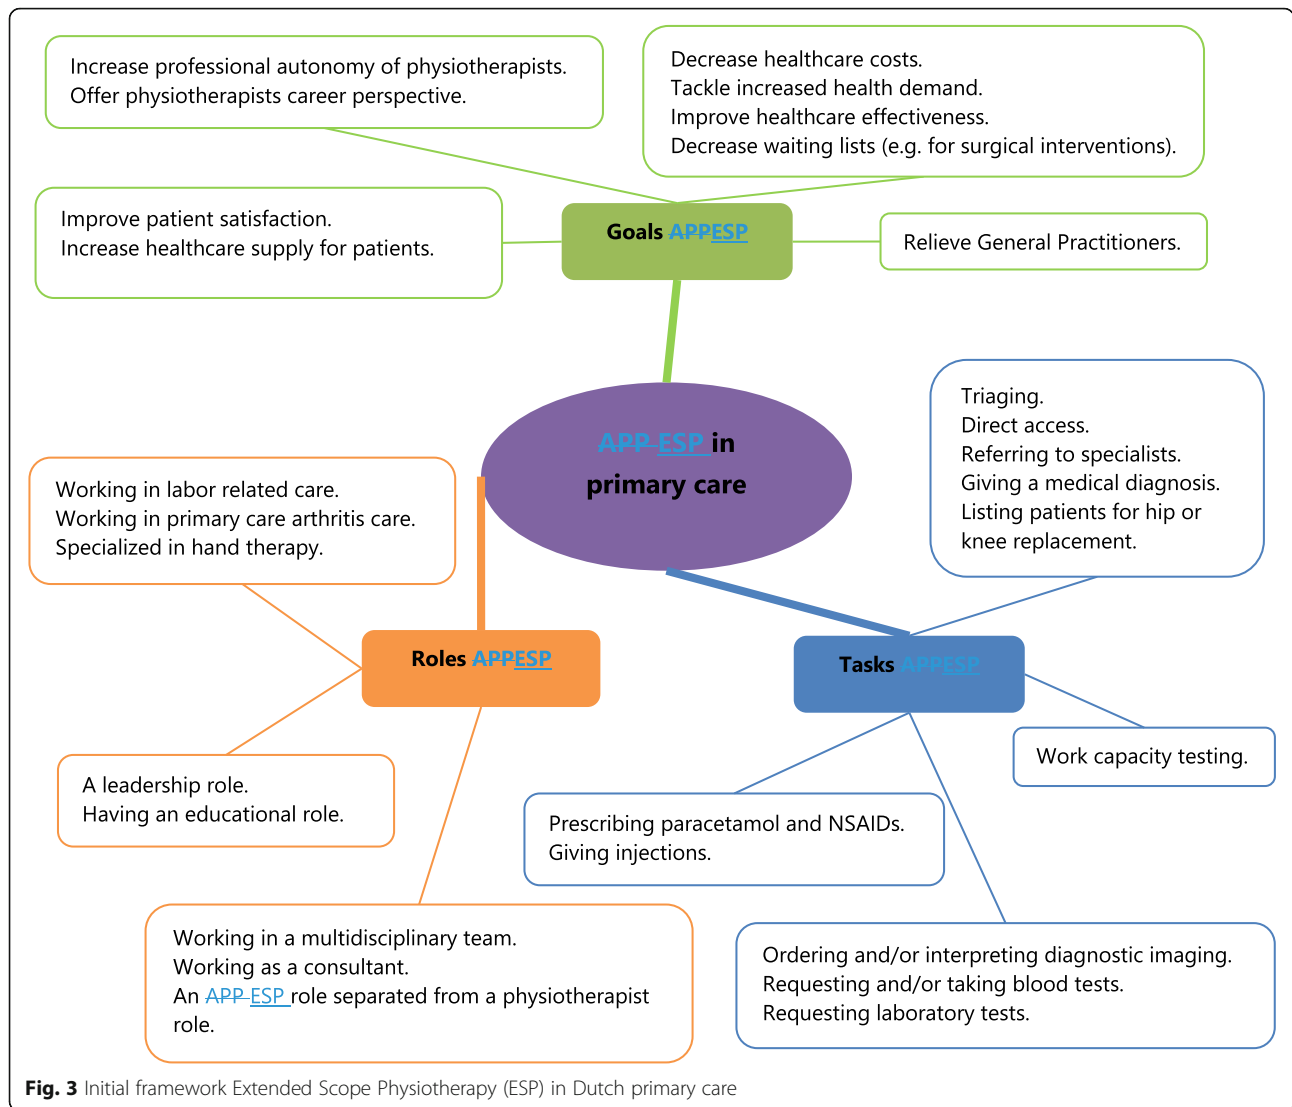 Increase professional autonomy of physiotherapists.
Offer physiotherapists career perspective.
Decrease healthcare costs.
Tackle increased health demand.
Improve healthcare effectiveness.
Decrease waiting lists (e.g. for surgical interventions).
Improve patient satisfaction.
Increase healthcare supply for patients.
Goals APPESP
Relieve General Practitioners.
APP ESP in
primary care
Triaging.
Direct access.
Referring to specialists.
Giving a medical diagnosis.
Listing patients for hip or
knee replacement.
Working in labor related care.
Working in primary care arthritis care.
Specialized in hand therapy.
Roles APPESP
Tasks APPESP
Work capacity testing.
A leadership role.
Having an educational role.
Prescribing paracetamol and NSAIDs.
Giving injections.
Working in a multidisciplinary team.
Working as a consultant.
An APP ESP role separated from a physiotherapist
role.
Ordering and/or interpreting diagnostic imaging.
Requesting and/or taking blood tests.
Requesting laboratory tests.
Fig. 3 Initial framework Extended Scope Physiotherapy (ESP) in Dutch primary care